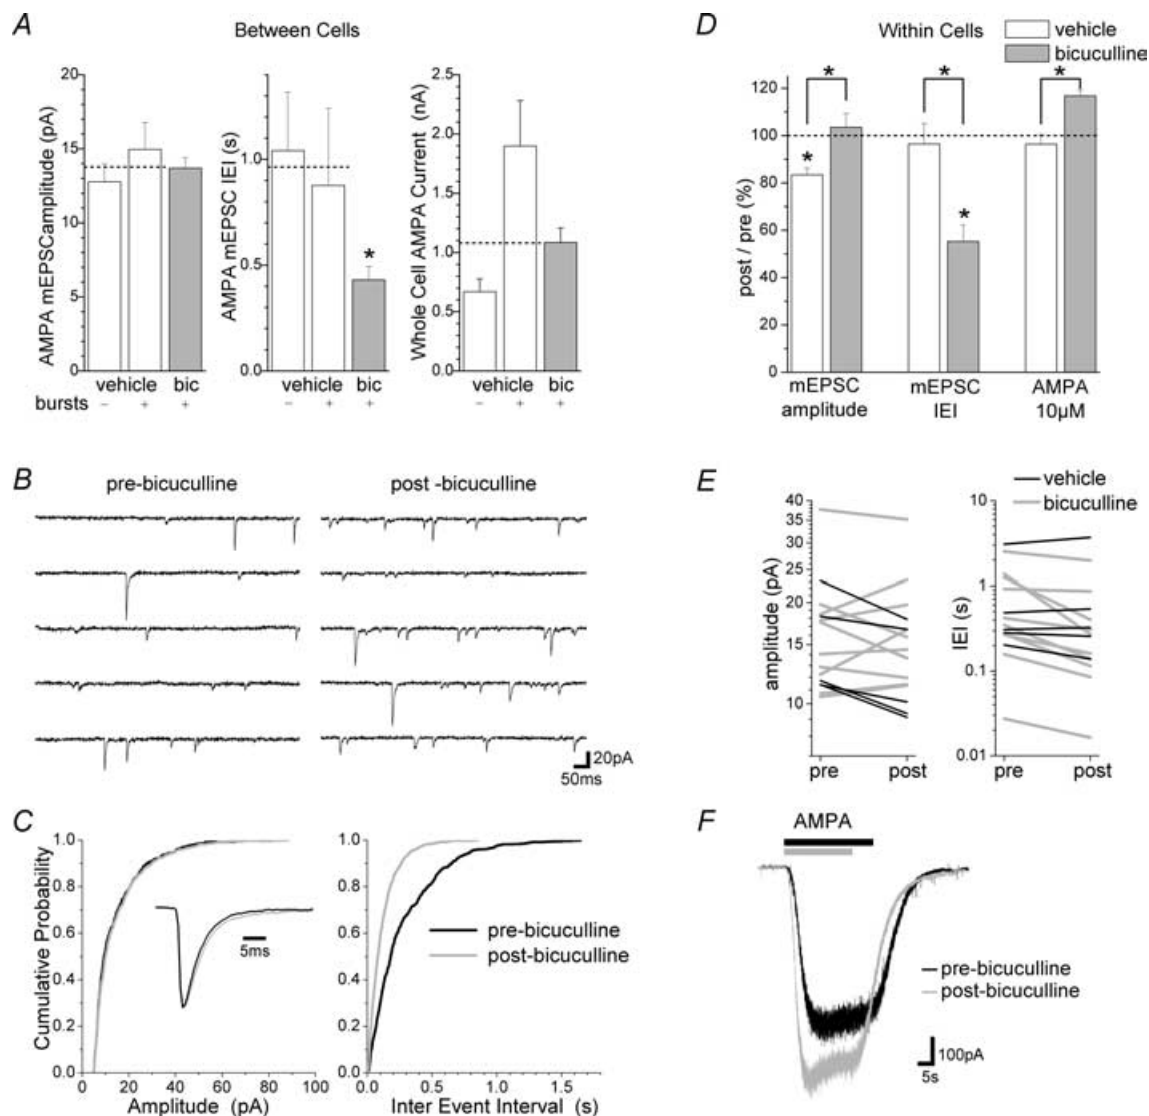 A
Between Cells
AMPA mEPSCamplitude (pA)
20
15
10
5
0
vehicle bic
bursts – + +
AMPA mEPSC IEI (s)
1.0
0.5
0.0
vehicle bic
– + +
*
Whole Cell AMPA Current (nA)
2.5
2.0
1.5
1.0
0.5
0.0
vehicle bic
– + +
D
Within Cells
vehicle
bicuculline
post / pre (%)
120
100
80
60
40
20
0
* * *
*
*
mEPSC amplitude
mEPSC IEI
AMPA 10µM
B
pre-bicuculline
post -bicuculline
20pA
50ms
E
vehicle
bicuculline
amplitude (pA)
40
35
30
25
20
15
10
pre post
IEI (s)
10
1
0.1
0.01
pre post
C
Cumulative Probability
1.0
0.8
0.6
0.4
0.2
0.0
0 20 40 60 80 100
Amplitude (pA)
5ms
1.0
0.8
0.6
0.4
0.2
0.0
0.0 0.5 1.0 1.5
Inter Event Interval (s)
pre-bicuculline
post-bicuculline
F
AMPA
pre-bicuculline
post-bicuculline
100pA
5s